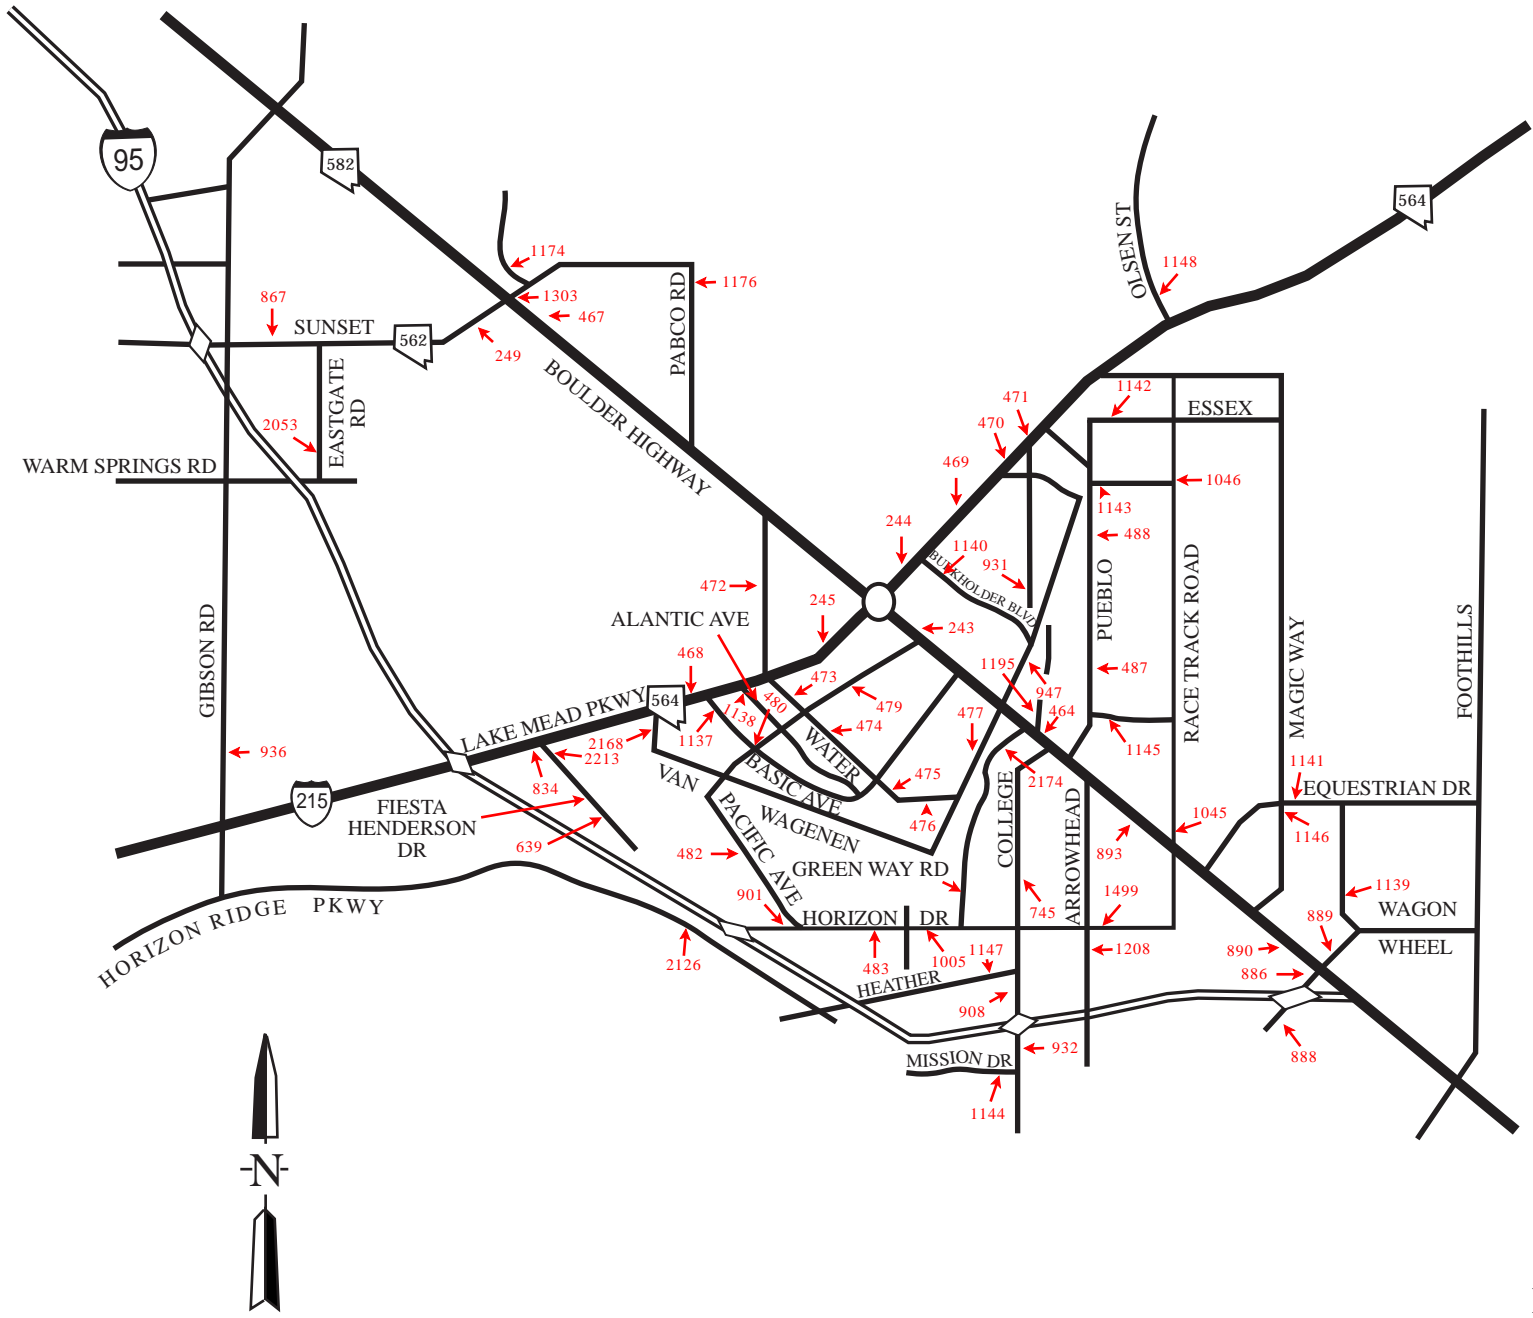 95
582
564
OLSEN ST
1148
1174
1176
1303
467
867
SUNSET
562
249
PABCO RD
BOULDER HIGHWAY
EASTGATE
RD
2053
WARM SPRINGS RD
1142
471
470
ESSEX
469
1046
1143
244
488
1140
931
BURKHOLDER BLVD
PUEBLO
RACE TRACK ROAD
MAGIC WAY
FOOTHILLS
472
245
ALANTIC AVE
243
GIBSON RD
468
473
1195
947
487
564
480
479
477
464
LAKE MEAD PKWY
1138
474
1137
2168
2213
WATER
1145
936
834
VAN
BASIC AVE
475
2174
1141
EQUESTRIAN DR
215
FIESTA
HENDERSON
DR
WAGENEN
476
COLLEGE
ARROWHEAD
1045
1146
639
482
PACIFIC AVE
893
GREEN WAY RD
901
HORIZON DR
745
1499
1139
889
WAGON
WHEEL
HORIZON RIDGE PKWY
2126
483
1005
1147
1208
890
886
HEATHER
908
888
932
MISSION DR
1144
N